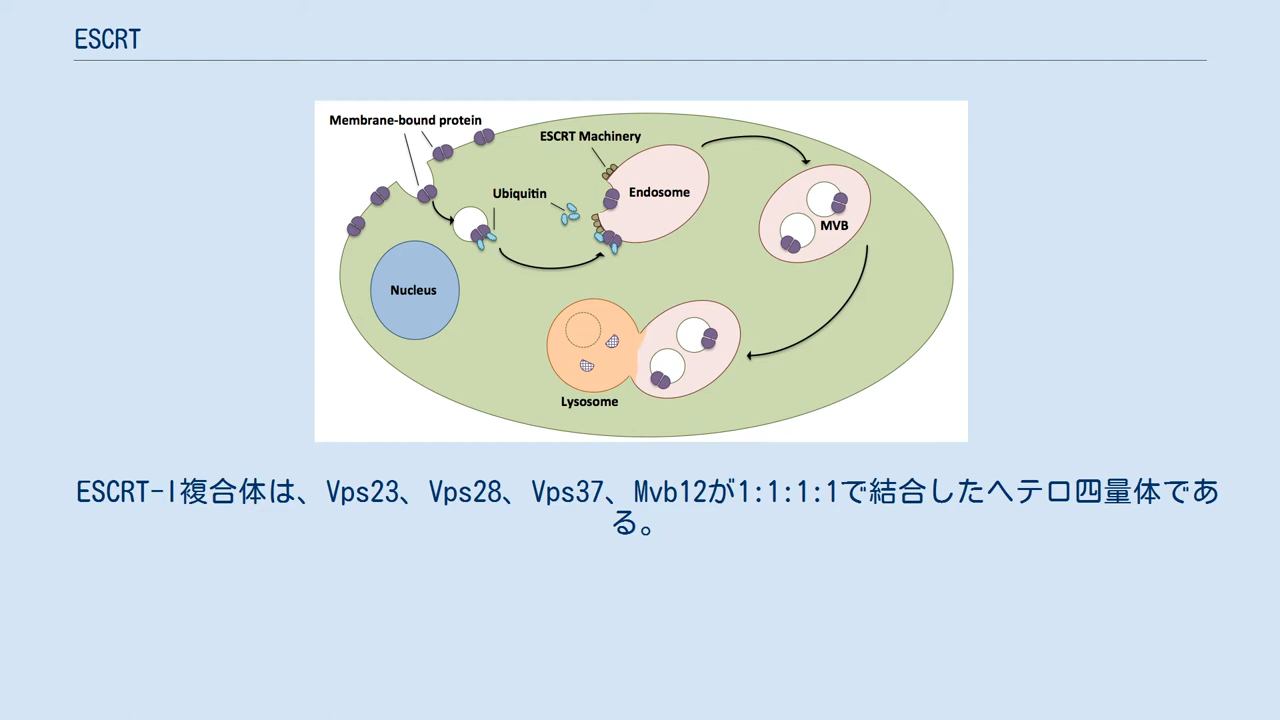 ESCRT
Membrane-bound protein
ESCRT Machinery
Ubiquitin
Endosome
MVB
Nucleus
Lysosome
ESCRT-I複合体は、Vps23、Vps28、Vps37、Mvb12が1:1:1:1で結合したヘテロ四量体であ
る。